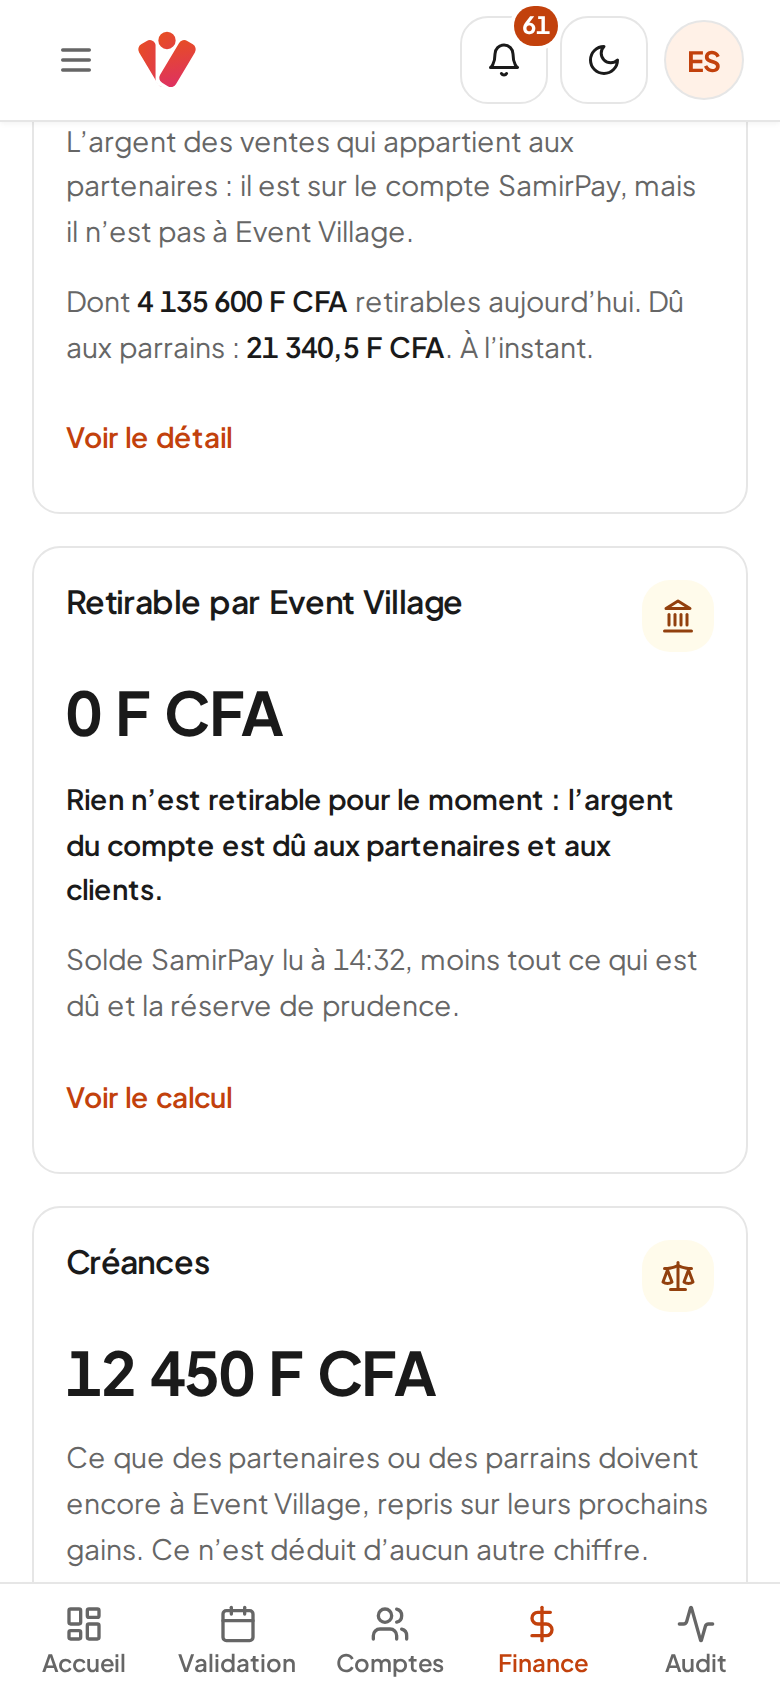 61
ES
L’argent des ventes qui appartient aux
partenaires : il est sur le compte SamirPay, mais
il n’est pas à Event Village.
Dont 4 135 600 F CFA retirables aujourd’hui. Dû
aux parrains : 21 340,5 F CFA. À l’instant.
Voir le détail
Retirable par Event Village
0 F CFA
Rien n’est retirable pour le moment : l’argent
du compte est dû aux partenaires et aux
clients.
Solde SamirPay lu à 14:32, moins tout ce qui est
dû et la réserve de prudence.
Voir le calcul
Créances
12 450 F CFA
Ce que des partenaires ou des parrains doivent
encore à Event Village, repris sur leurs prochains
gains. Ce n’est déduit d’aucun autre chiffre.
Accueil
Validation
Comptes
Finance
Audit